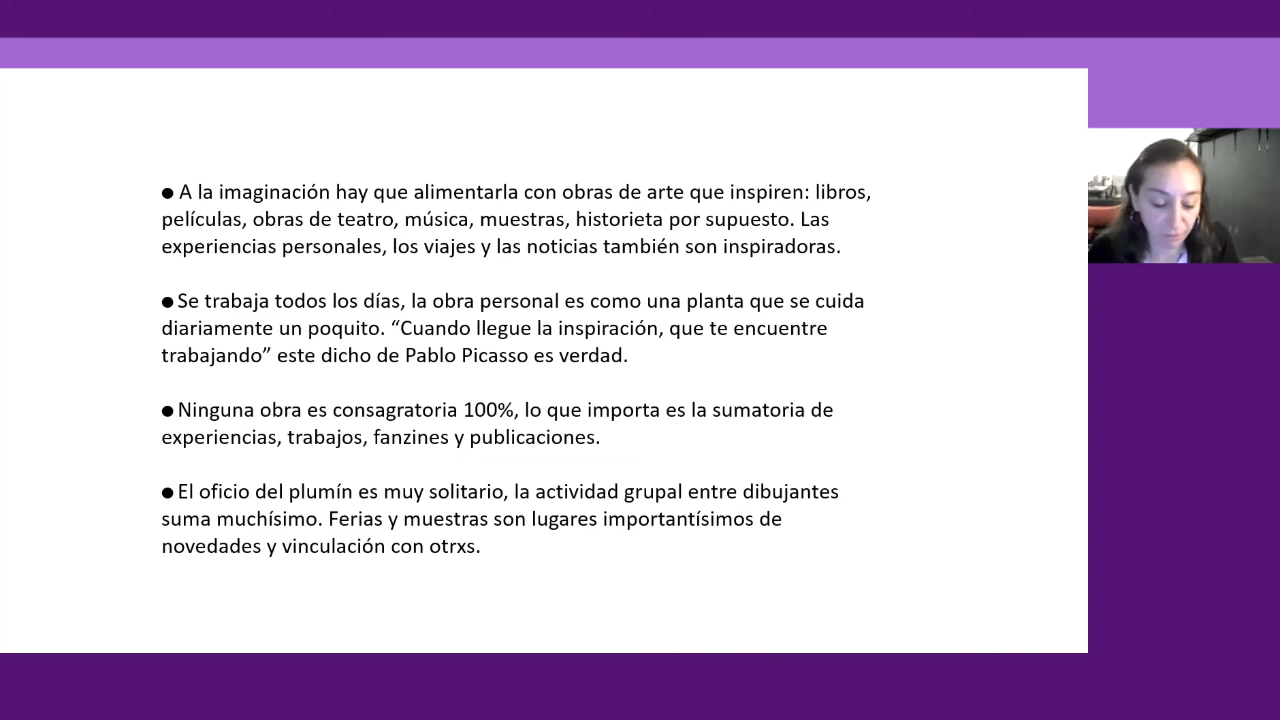 ● A la imaginación hay que alimentarla con obras de arte que inspiren: libros,
películas, obras de teatro, música, muestras, historieta por supuesto. Las
experiencias personales, los viajes y las noticias también son inspiradoras.
● Se trabaja todos los días, la obra personal es como una planta que se cuida
diariamente un poquito. “Cuando llegue la inspiración, que te encuentre
trabajando” este dicho de Pablo Picasso es verdad.
● Ninguna obra es consagratoria 100%, lo que importa es la sumatoria de
experiencias, trabajos, fanzines y publicaciones.
● El oficio del plumín es muy solitario, la actividad grupal entre dibujantes
suma muchísimo. Ferias y muestras son lugares importantísimos de
novedades y vinculación con otrxs.